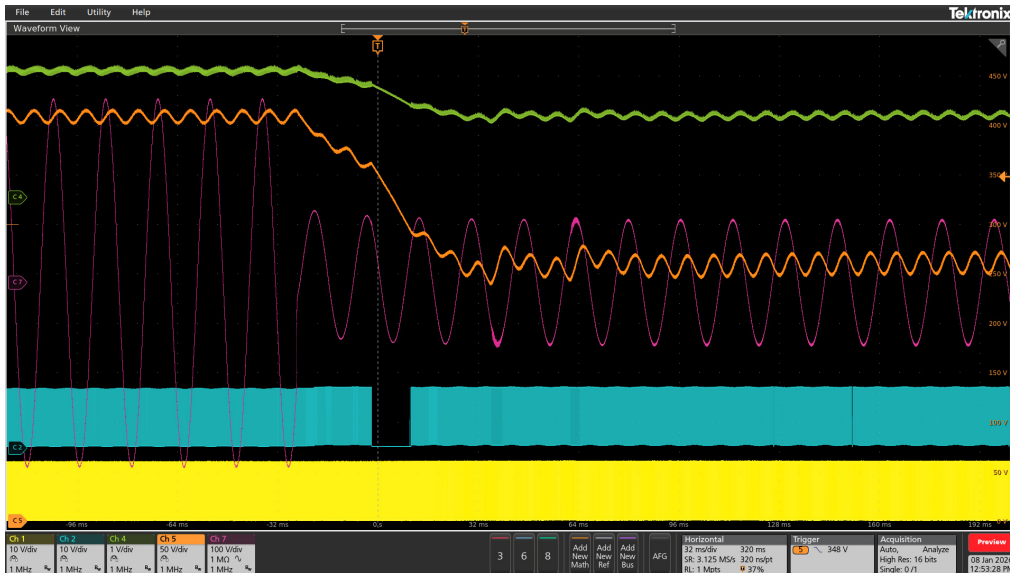 File Edit Utility Help Tektronix
Waveform View
T
T
450 V
400 V
350 V
C 4
300 V
C 7
250 V
200 V
150 V
100 V
C 2
50 V
C 5
-96 ms -64 ms -32 ms 0 s 32 ms 64 ms 96 ms 128 ms 160 ms 192 ms
Ch 1 Ch 2 Ch 4 Ch 5 Ch 7
10 V/div 10 V/div 1 V/div 50 V/div 100 V/div
1 MΩ
1 MHz 1 MHz 1 MHz 1 MHz 1 MHz
3 6 8
Add New Math
Add New Ref
Add New Bus
AFG
Horizontal
32 ms/div 320 ms
SR: 3.125 MS/s 320 ns/pt
RL: 1 Mpts 37%
Trigger
5 348 V
Acquisition
Auto, Analyze
High Res: 16 bits
Single: 0 /1
Preview
08 Jan
12:53:28 PM